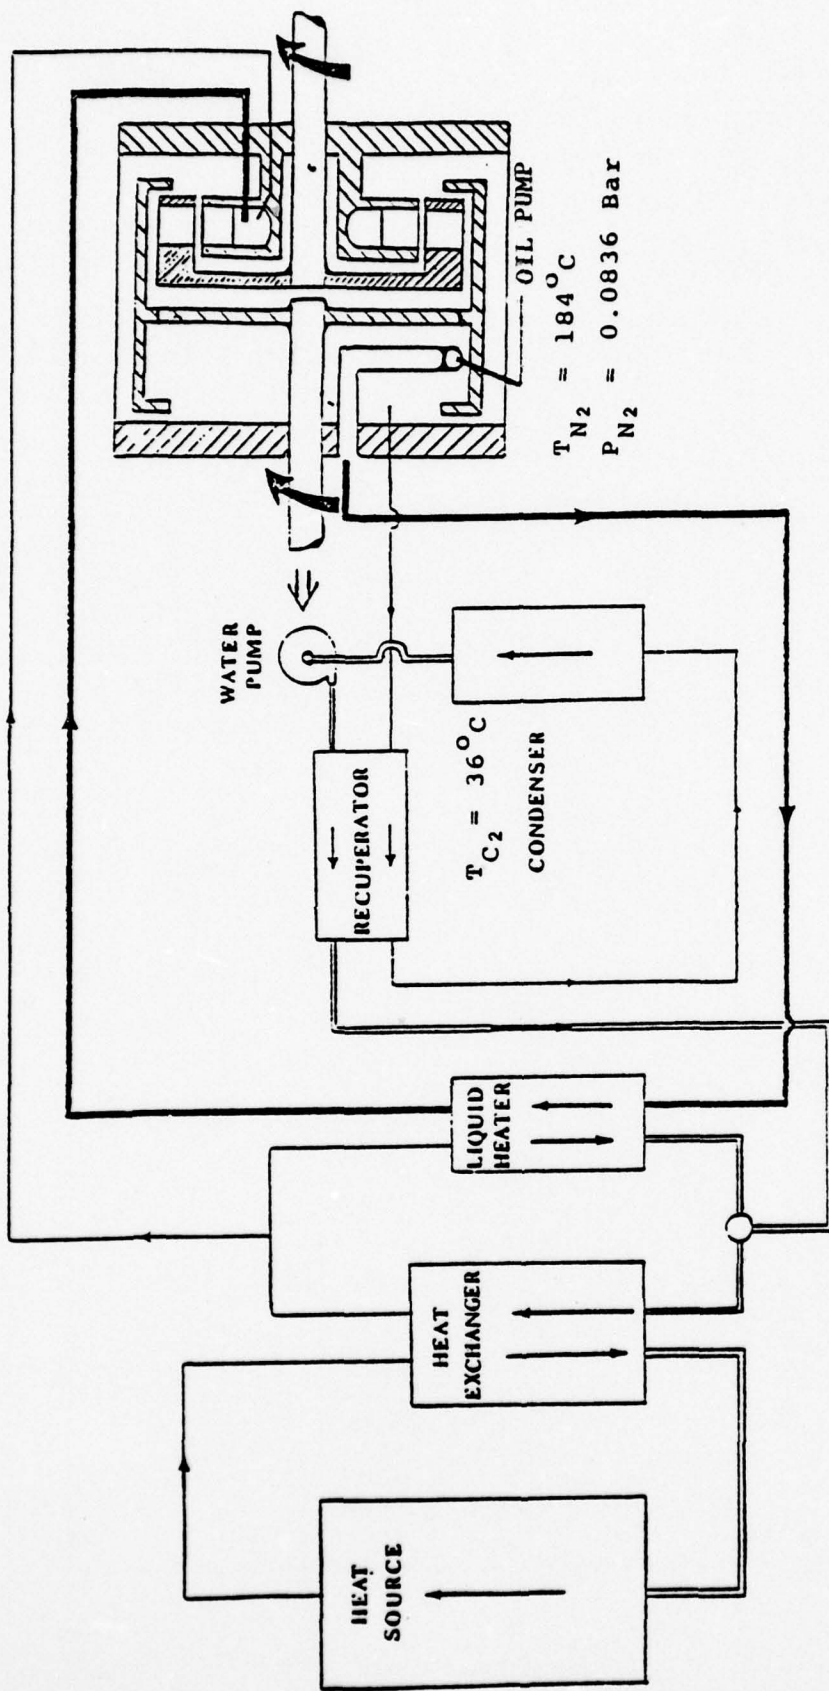 HEAT
SOURCE
HEAT
EXCHANGER
LIQUID
HEATER
RECUPERATOR
WATER
PUMP
T_C2 = 36°C
CONDENSER
OIL PUMP
T_N2 = 184°C
P_N2 = 0.0836 Bar